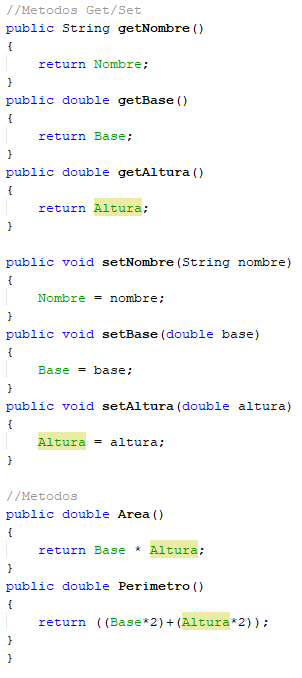 //Metodos Get/Set
public String getNombre()
{
return Nombre;
}
public double getBase()
{
return Base;
}
public double getAltura()
{
return Altura;
}
public void setNombre(String nombre)
{
Nombre = nombre;
}
public void setBase(double base)
{
Base = base;
}
public void setAltura(double altura)
{
Altura = altura;
}
//Metodos
public double Area()
{
return Base * Altura;
}
public double Perimetro()
{
return ((Base*2)+(Altura*2));
}
}